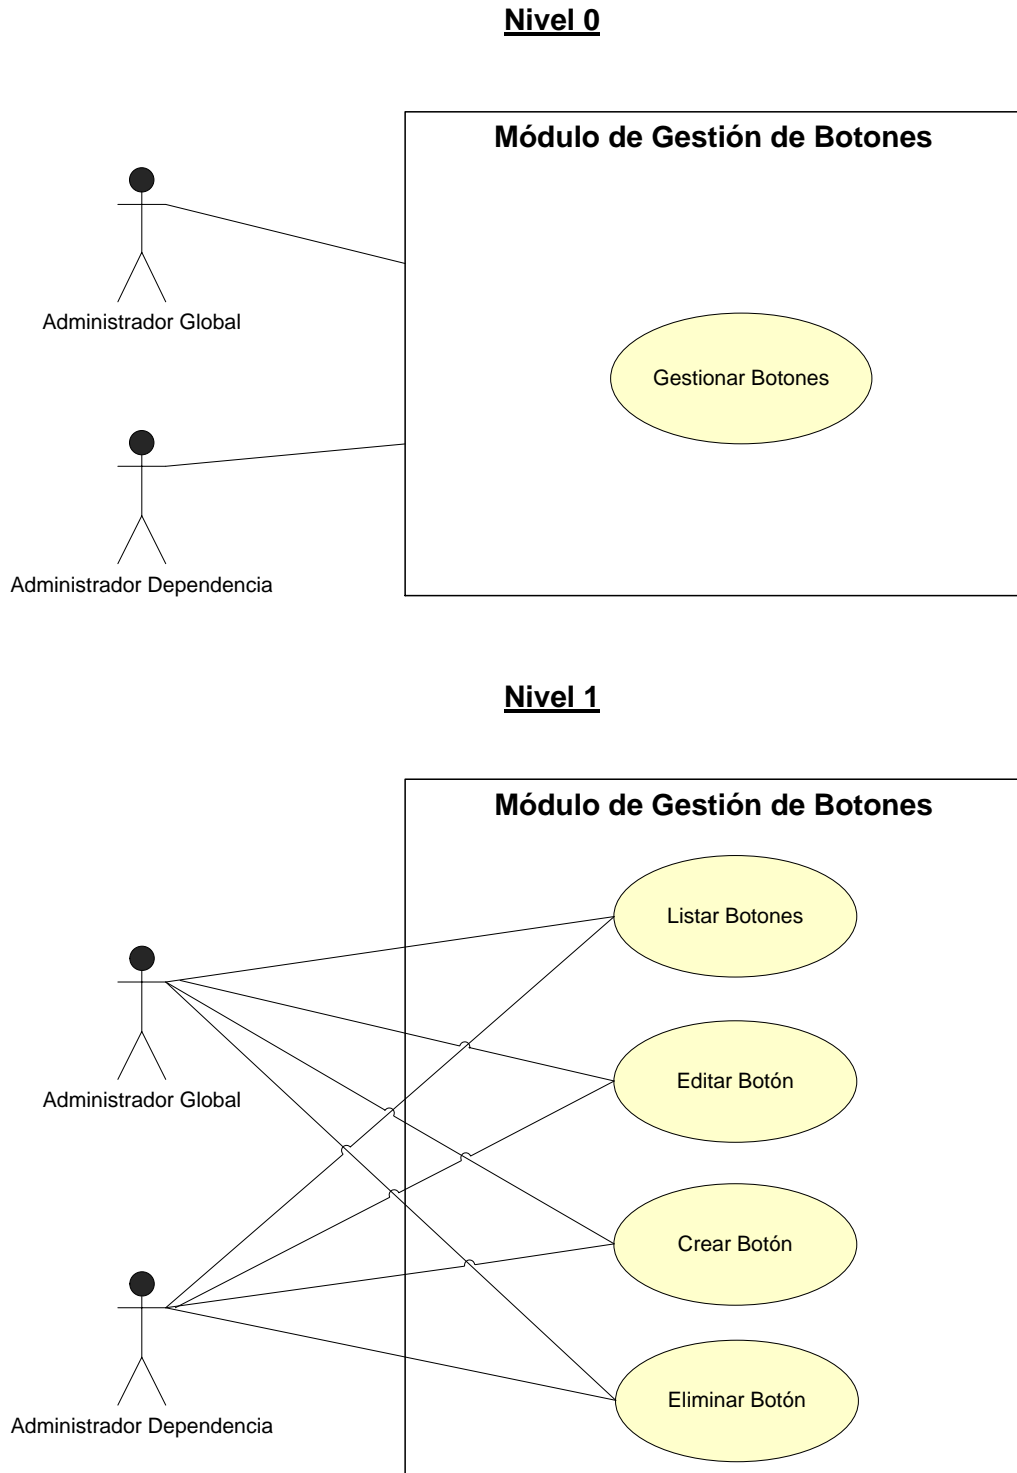 Nivel 0
Módulo de Gestión de Botones
Administrador Global
Gestionar Botones
Administrador Dependencia
Nivel 1
Módulo de Gestión de Botones
Listar Botones
Editar Botón
Administrador Global
Crear Botón
Eliminar Botón
Administrador Dependencia